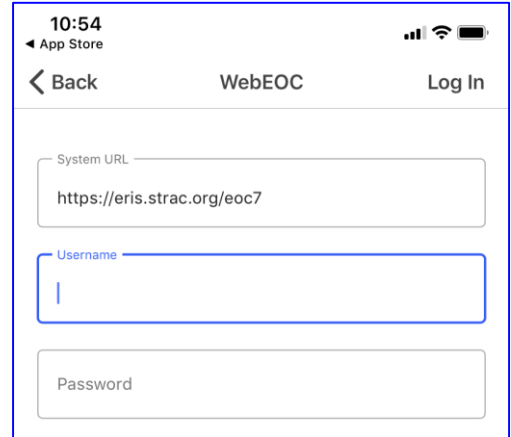 10:54
◀ App Store
Back WebEOC Log In
System URL
https://eris.strac.org/eoc7
Username
Password